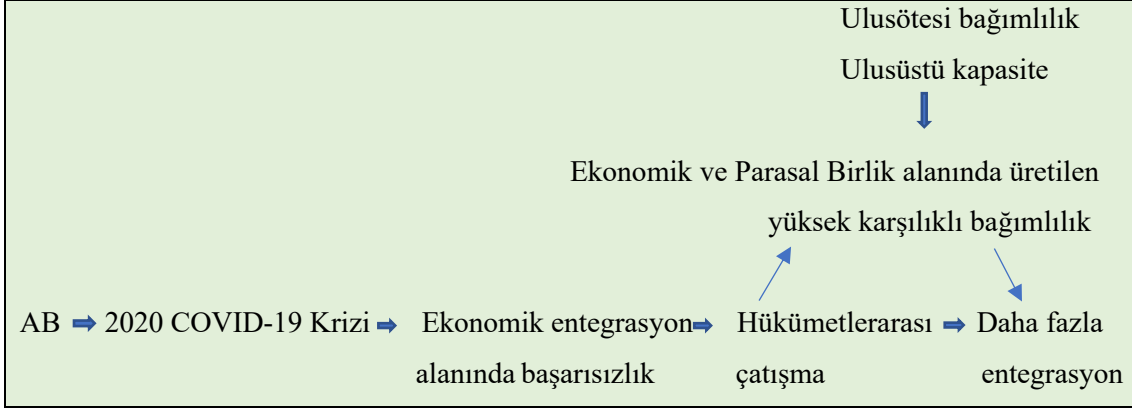 Ulusötesi bağımlılık
Ulusüstü kapasite
Ekonomik ve Parasal Birlik alanında üretilen
yüksek karşılıklı bağımlılık
AB 2020 COVID-19 Krizi Ekonomik entegrasyon Hükümetlerarası Daha fazla
alanında başarısızlık çatışma entegrasyon